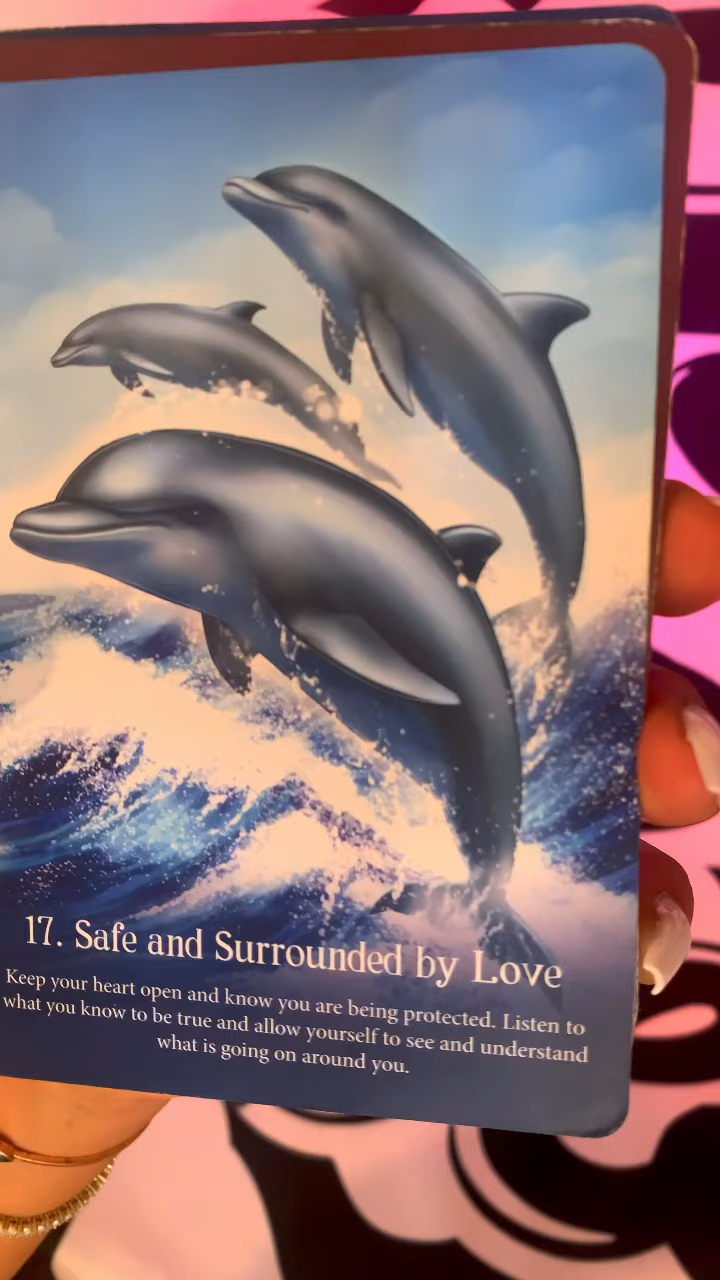 17. Safe and Surrounded by Love
Keep your heart open and know you are being protected. Listen to
what you know to be true and allow yourself to see and understand
what is going on around you.